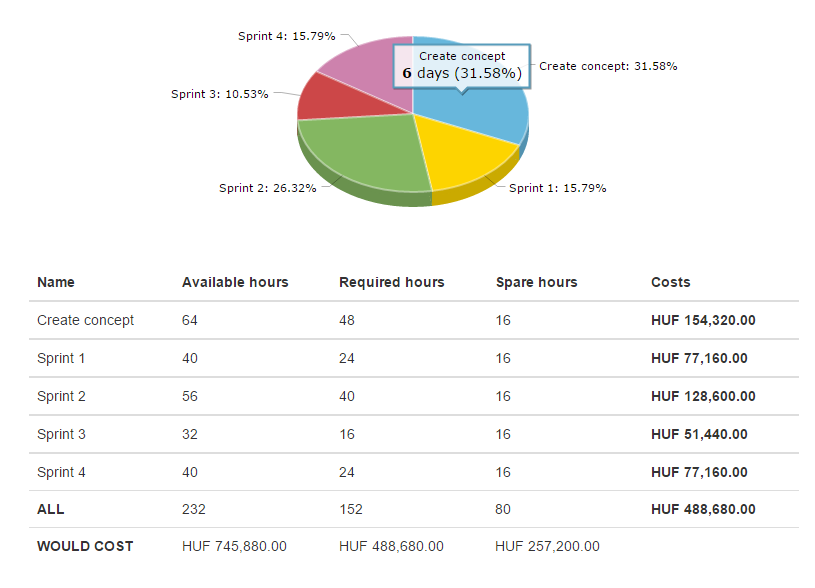 Sprint 4: 15.79%
Create concept
6 days (31.58%)
Create concept: 31.58%
Sprint 3: 10.53%
Sprint 2: 26.32%
Sprint 1: 15.79%
Name Available hours Required hours Spare hours Costs
Create concept 64 48 16 HUF 154,320.00
Sprint 1 40 24 16 HUF 77,160.00
Sprint 2 56 40 16 HUF 128,600.00
Sprint 3 32 16 16 HUF 51,440.00
Sprint 4 40 24 16 HUF 77,160.00
ALL 232 152 80 HUF 488,680.00
WOULD COST HUF 745,880.00 HUF 488,680.00 HUF 257,200.00